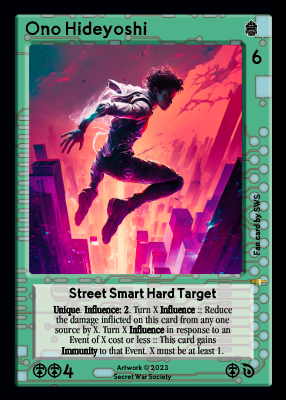 Ono Hideyoshi
6
Fan card by SWS
Street Smart Hard Target
Unique. Influence: 2. Turn X Influence :: Reduce
the damage inflicted on this card from any one
source by X. Turn X Influence in response to an
Event of X cost or less :: This card gains
Immunity to that Event. X must be at least 1.
4
Artwork © 2023
Secret War Society